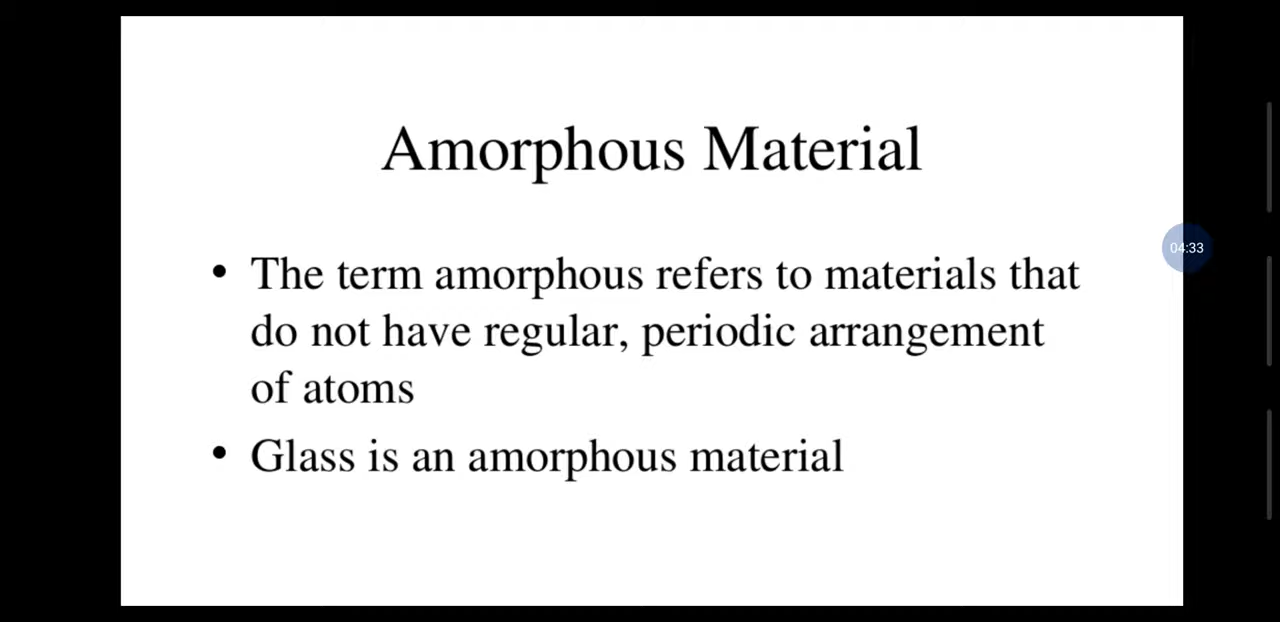 Amorphous Material
• The term amorphous refers to materials that
do not have regular, periodic arrangement
of atoms
• Glass is an amorphous material
04:33